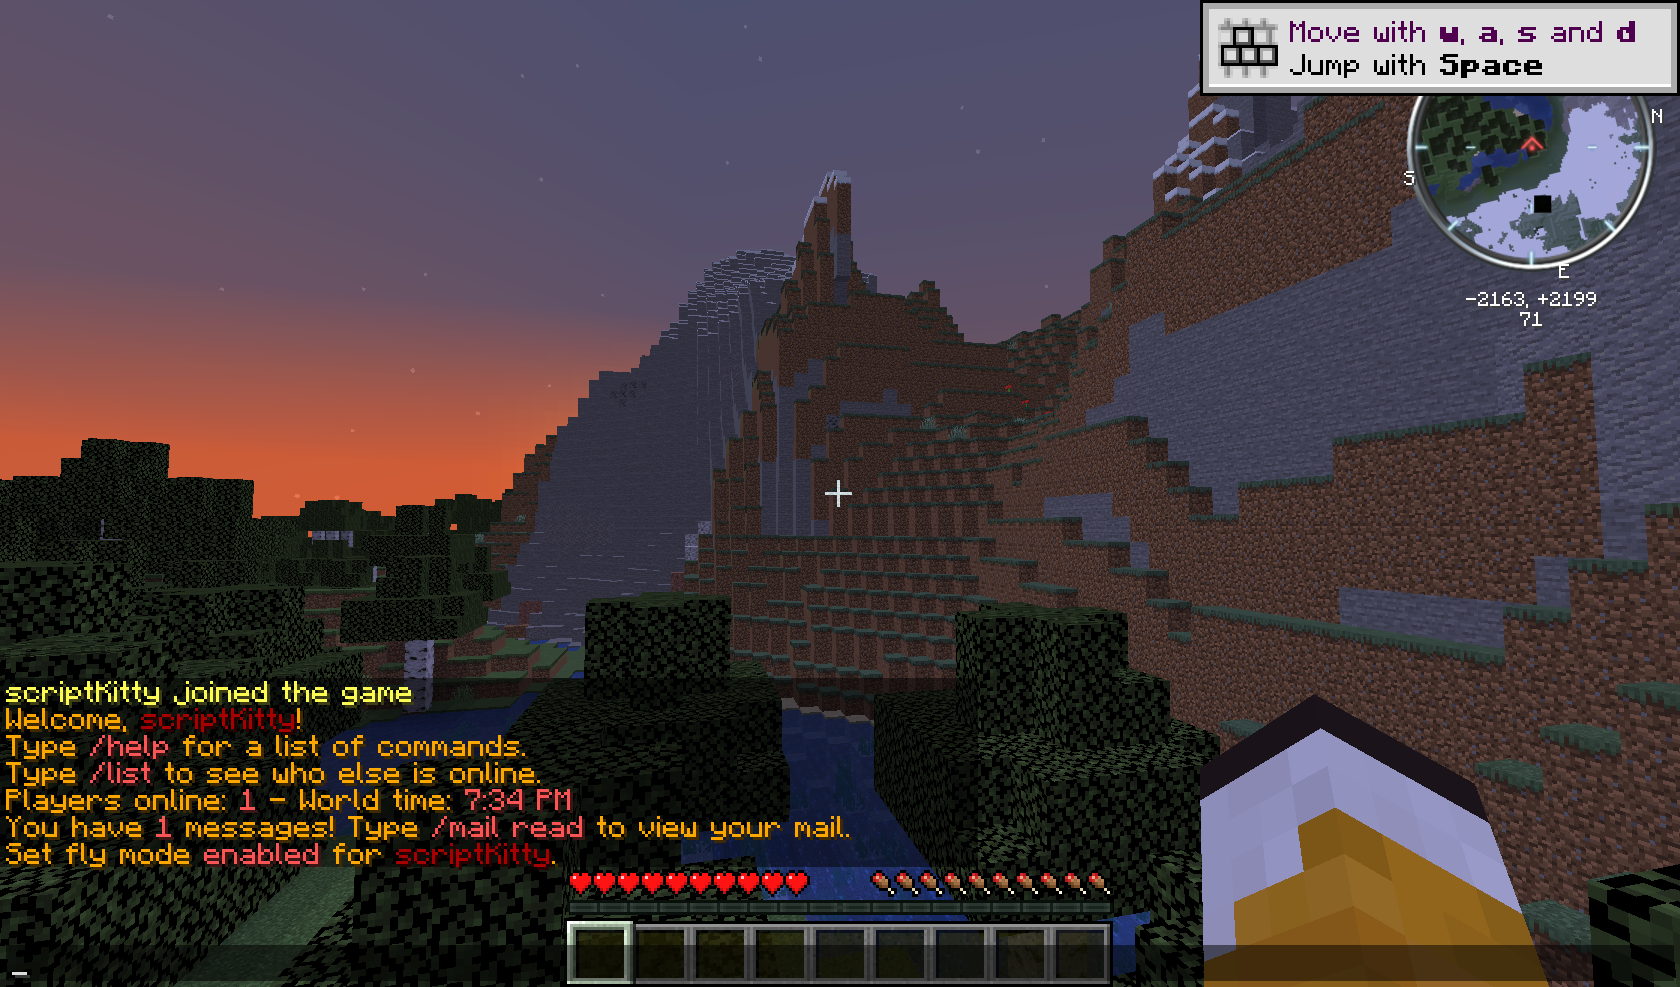 Move with w, a, s and d
Jump with Space
N
S
E
-2163, +2199
71
scriptKitty joined the game
Welcome, scriptKitty!
Type /help for a list of commands.
Type /list to see who else is online.
Players online: 1 - World time: 7:34 PM
You have 1 messages! Type /mail read to view your mail.
Set fly mode enabled for scriptKitty.
_